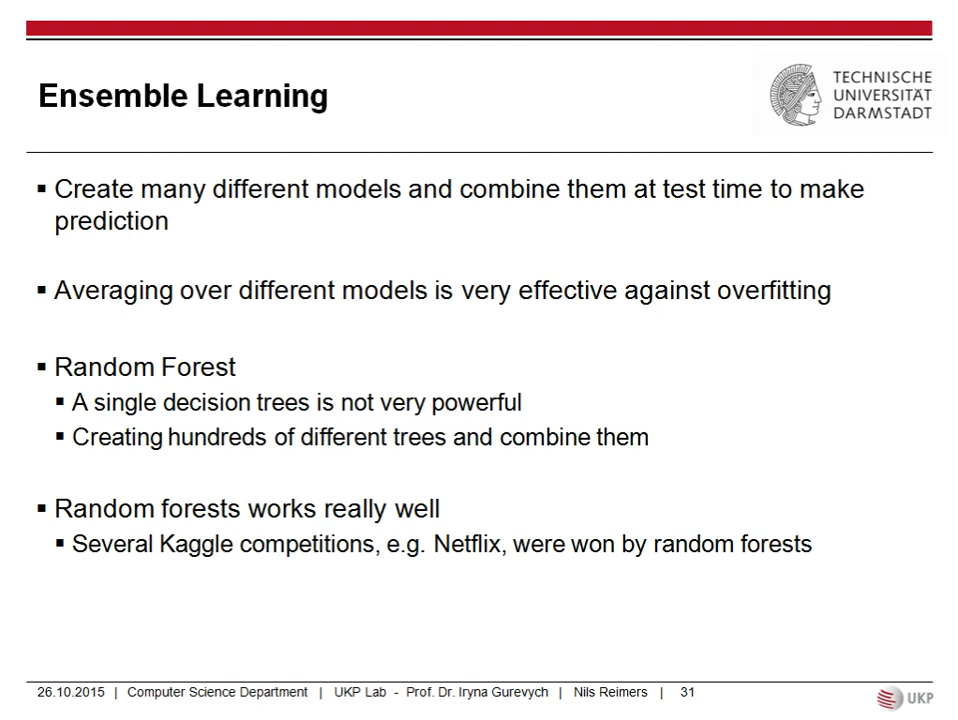 Ensemble Learning
TECHNISCHE
UNIVERSITÄT
DARMSTADT
▪ Create many different models and combine them at test time to make
prediction
▪ Averaging over different models is very effective against overfitting
▪ Random Forest
▪ A single decision trees is not very powerful
▪ Creating hundreds of different trees and combine them
▪ Random forests works really well
▪ Several Kaggle competitions, e.g. Netflix, were won by random forests
26.10.2015 | Computer Science Department | UKP Lab - Prof. Dr. Iryna Gurevych | Nils Reimers | 31
UKP